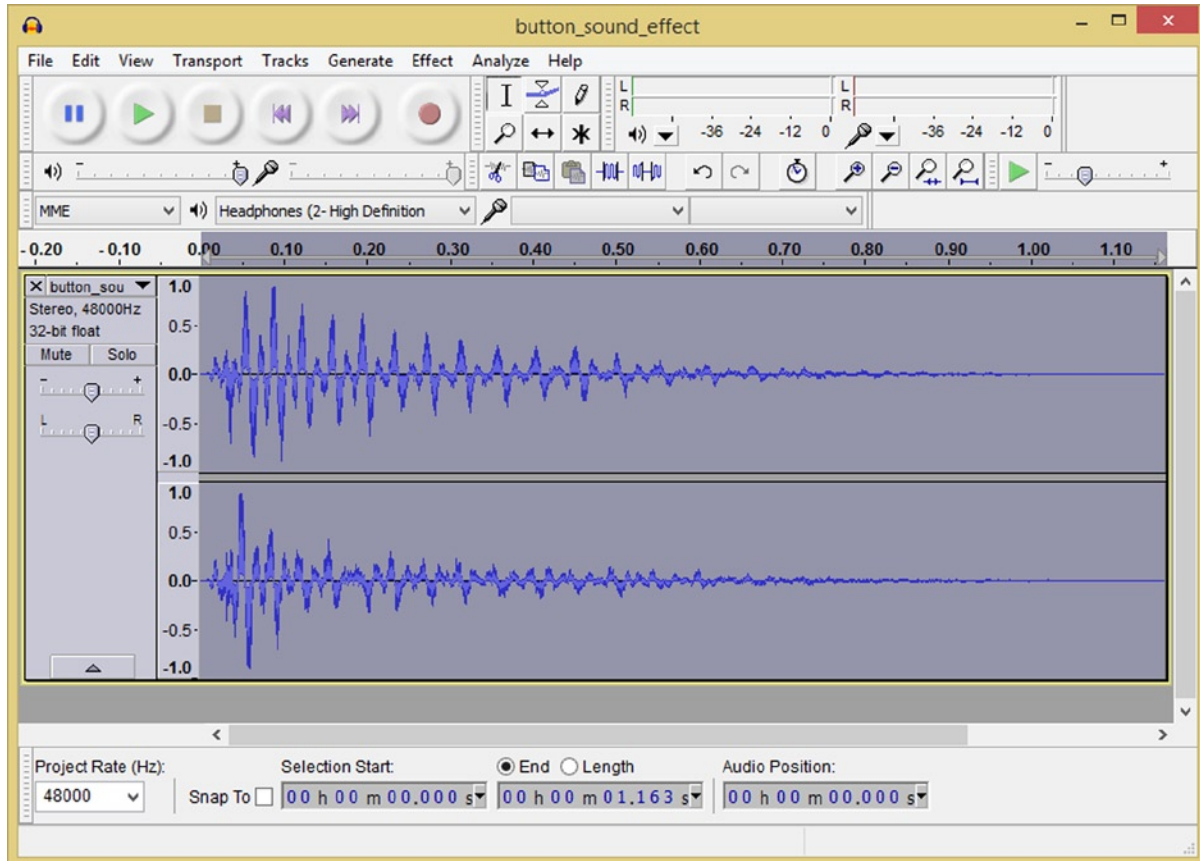 button_sound_effect
File Edit View Transport Tracks Generate Effect Analyze Help
L
R
-36 -24 -12 0
L
R
-36 -24 -12 0
MME
Headphones (2- High Definition
-0.20 -0.10 0.00 0.10 0.20 0.30 0.40 0.50 0.60 0.70 0.80 0.90 1.00 1.10
button_sou
Stereo, 48000Hz
32-bit float
Mute Solo
- +
L R
1.0
0.5
0.0
-0.5
-1.0
1.0
0.5
0.0
-0.5
-1.0
Project Rate (Hz): Selection Start: End Length Audio Position:
48000 Snap To 00 h 00 m 00.000 s 00 h 00 m 01.163 s 00 h 00 m 00.000 s